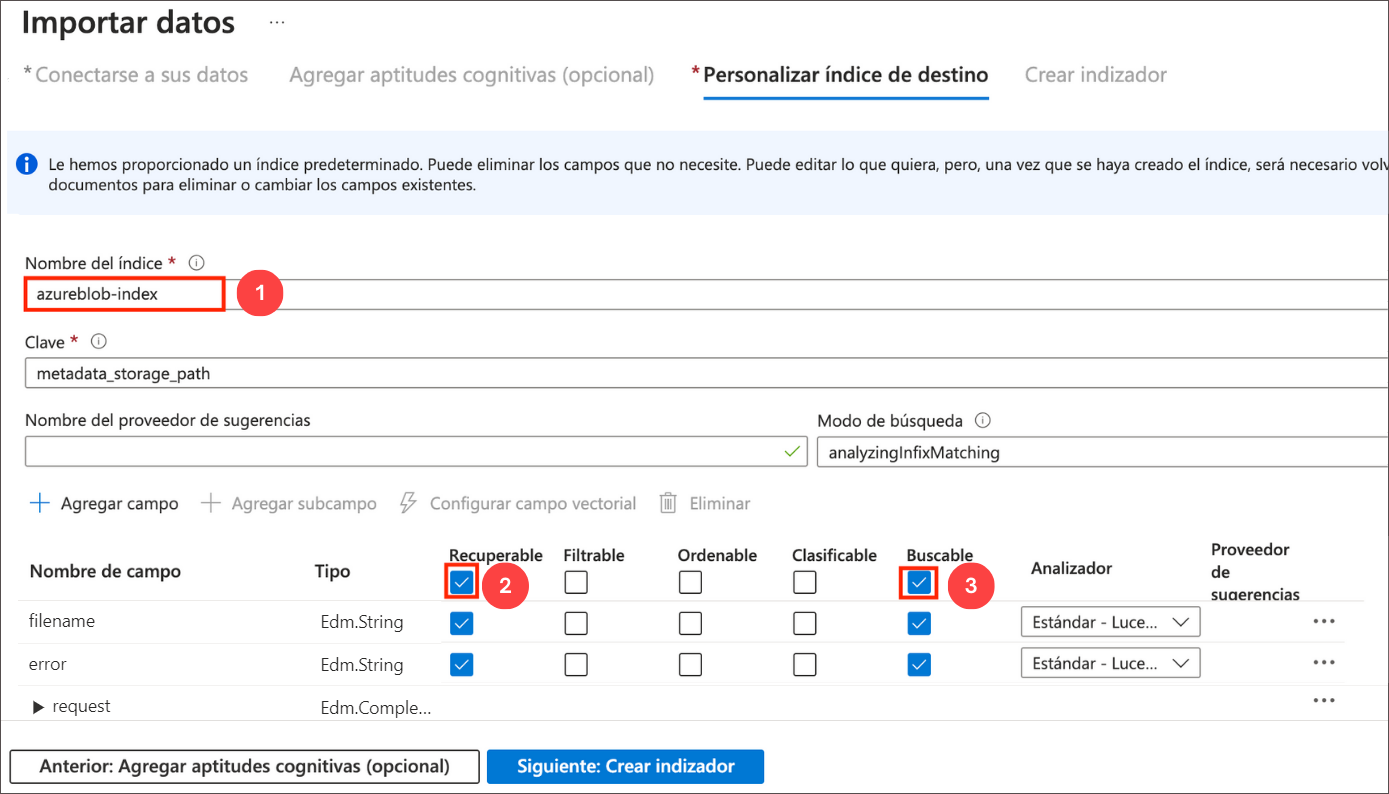 Importar datos ...
* Conectarse a sus datos Agregar aptitudes cognitivas (opcional) * Personalizar índice de destino Crear indizador
Le hemos proporcionado un índice predeterminado. Puede eliminar los campos que no necesite. Puede editar lo que quiera, pero, una vez que se haya creado el índice, será necesario volv
documentos para eliminar o cambiar los campos existentes.
Nombre del índice *
azureblob-index 1
Clave *
metadata_storage_path
Nombre del proveedor de sugerencias Modo de búsqueda
analyzingInfixMatching
Agregar campo Agregar subcampo Configurar campo vectorial Eliminar
Nombre de campo Tipo Recuperable Filtrable Ordenable Clasificable Buscable Analizador Proveedor
de
sugerencias
2 3
filename Edm.String Estándar - Luce...
error Edm.String Estándar - Luce...
request Edm.Comple...
Anterior: Agregar aptitudes cognitivas (opcional) Siguiente: Crear indizador